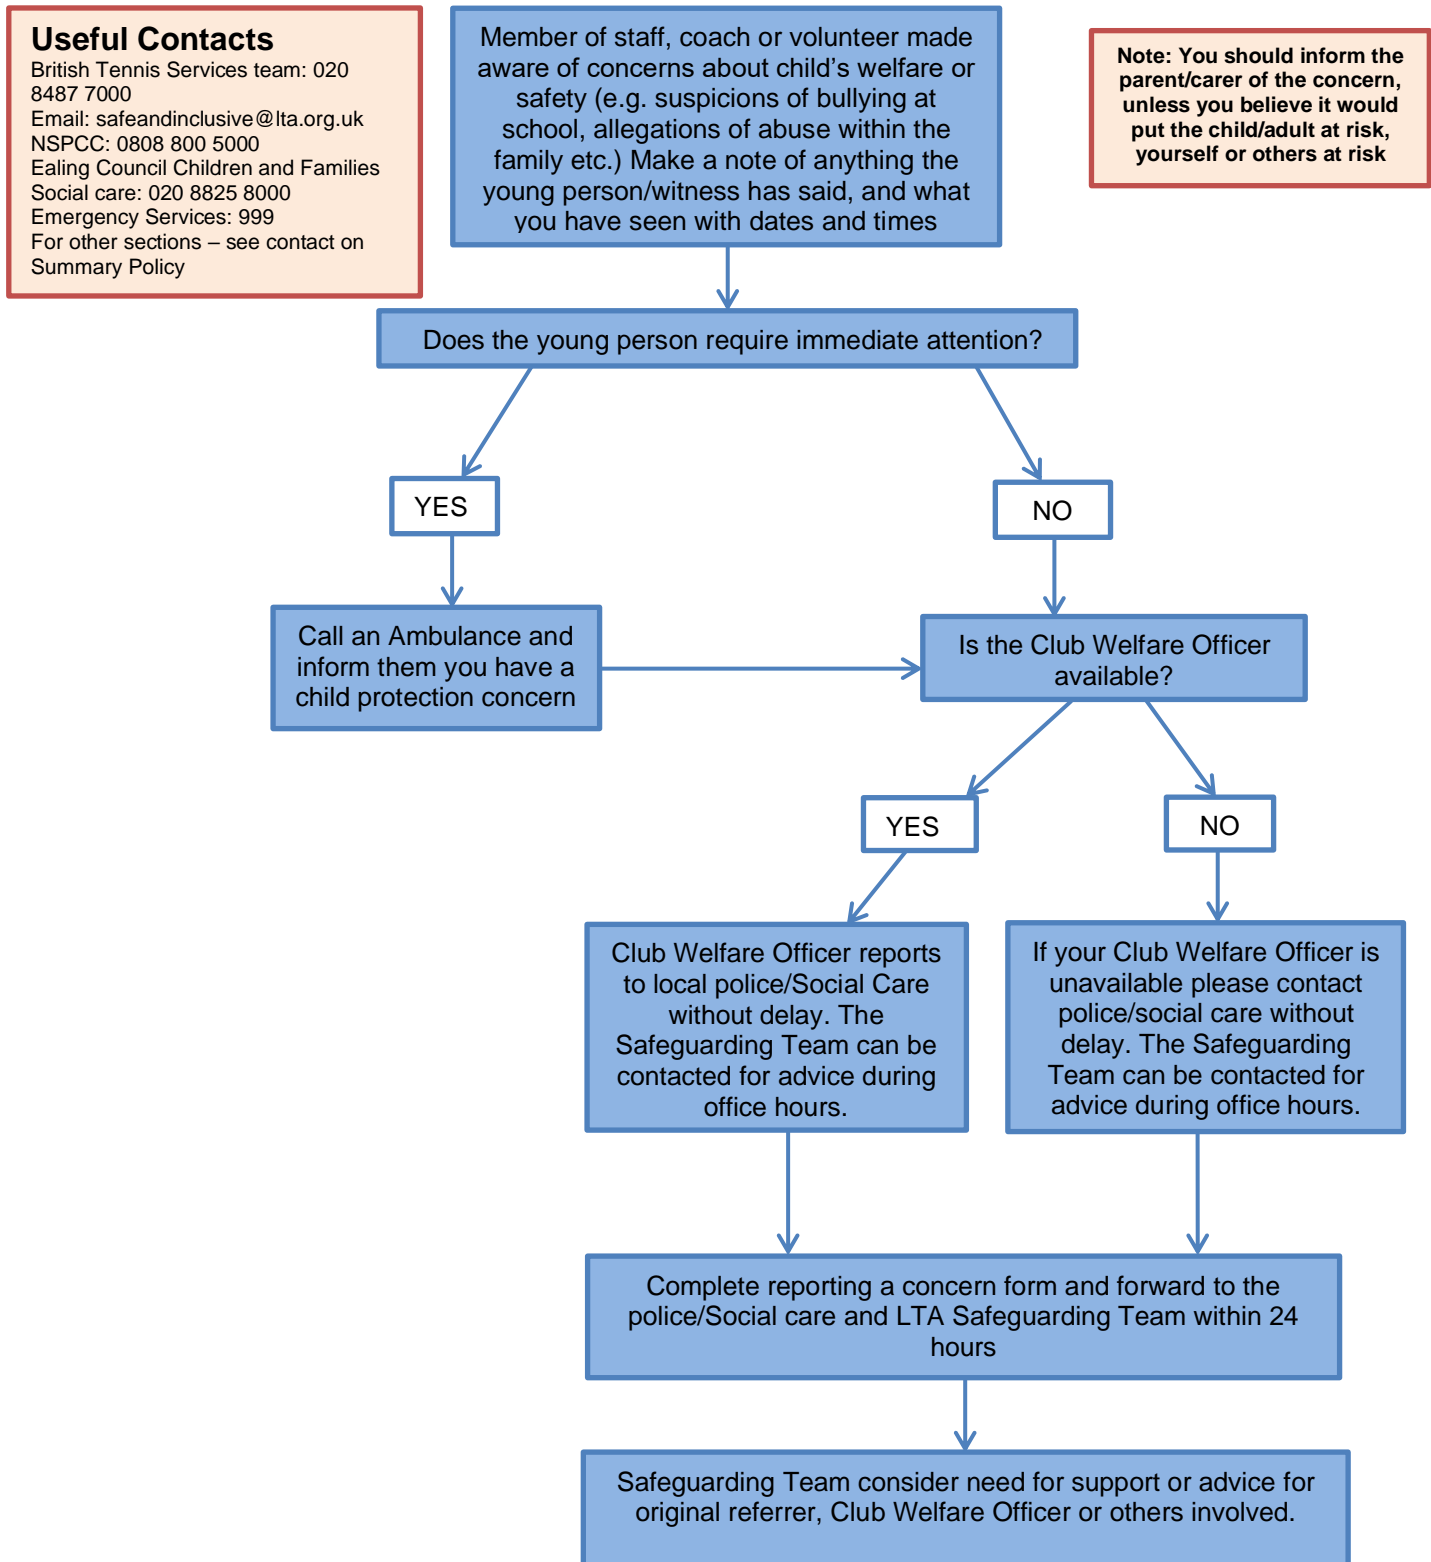 Useful Contacts
British Tennis Services team: 020
8487 7000
Email: safeandinclusive@lta.org.uk
NSPCC: 0808 800 5000
Ealing Council Children and Families
Social care: 020 8825 8000
Emergency Services: 999
For other sections – see contact on
Summary Policy
Member of staff, coach or volunteer made
aware of concerns about child’s welfare or
safety (e.g. suspicions of bullying at
school, allegations of abuse within the
family etc.) Make a note of anything the
young person/witness has said, and what
you have seen with dates and times
Note: You should inform the
parent/carer of the concern,
unless you believe it would
put the child/adult at risk,
yourself or others at risk
Does the young person require immediate attention?
YES
NO
Call an Ambulance and
inform them you have a
child protection concern
Is the Club Welfare Officer
available?
YES
NO
Club Welfare Officer reports
to local police/Social Care
without delay. The
Safeguarding Team can be
contacted for advice during
office hours.
If your Club Welfare Officer is
unavailable please contact
police/social care without
delay. The Safeguarding
Team can be contacted for
advice during office hours.
Complete reporting a concern form and forward to the
police/Social care and LTA Safeguarding Team within 24
hours
Safeguarding Team consider need for support or advice for
original referrer, Club Welfare Officer or others involved.